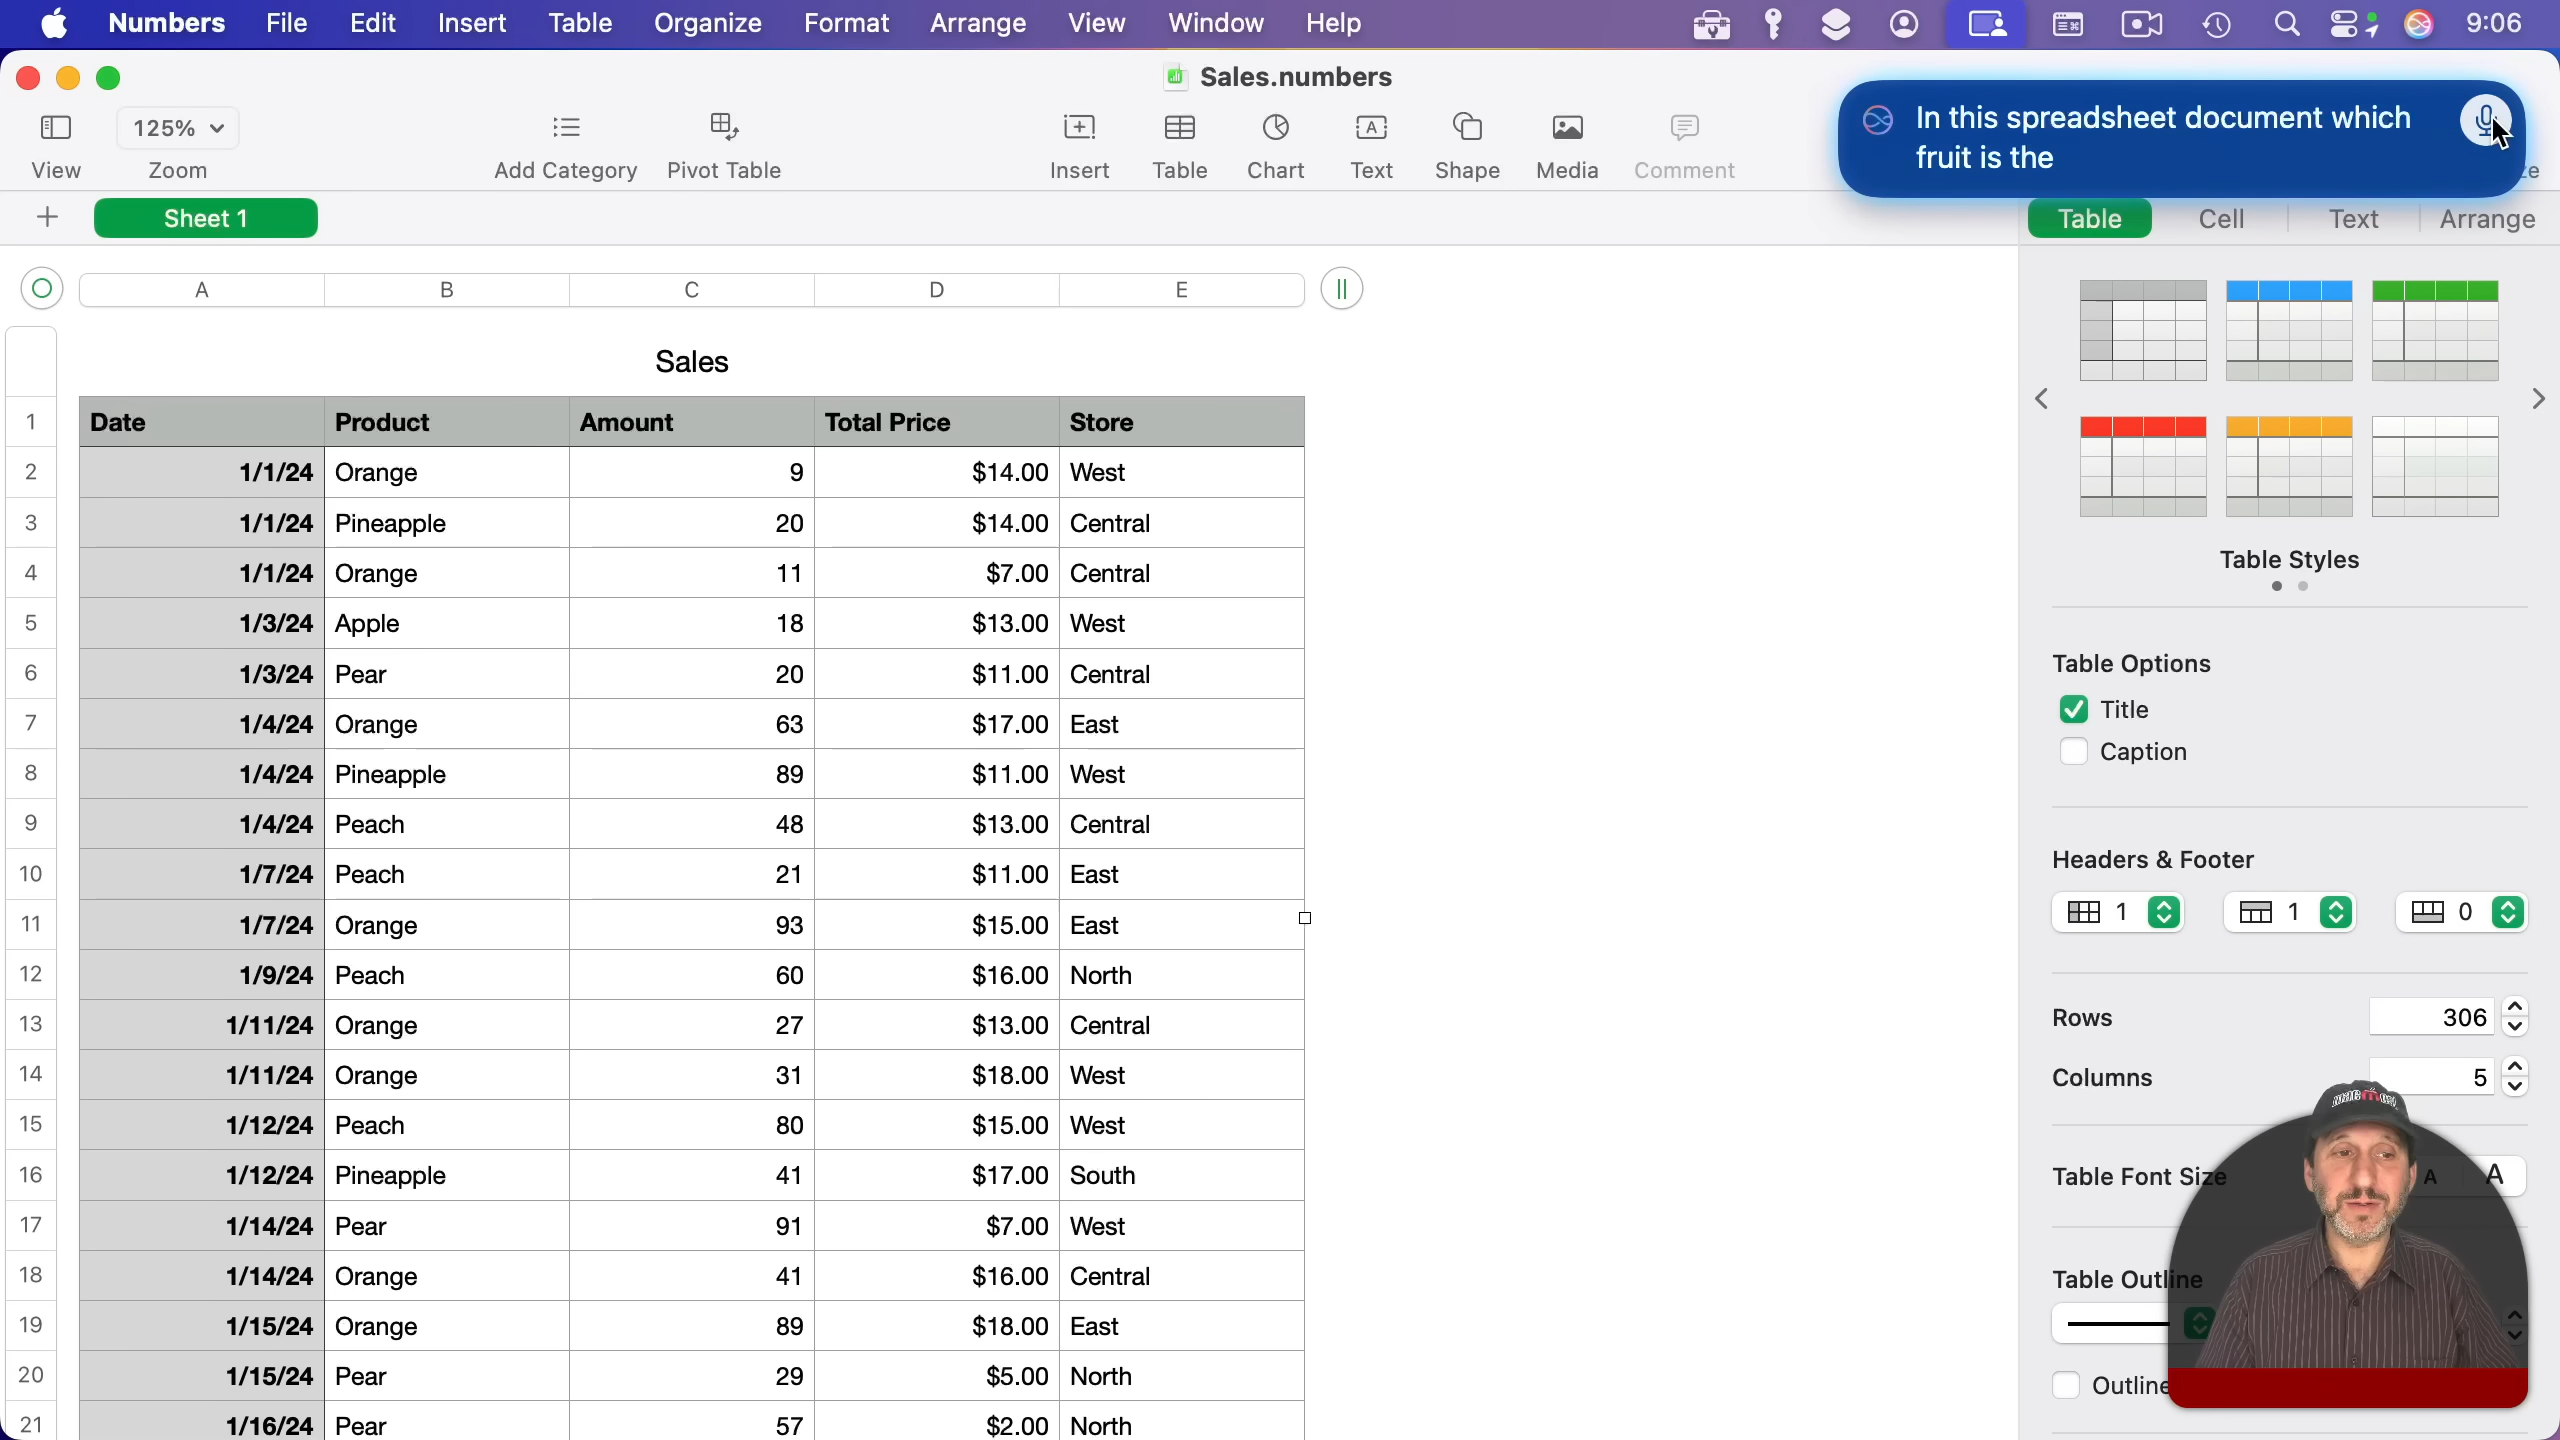 Numbers File Edit Insert Table Organize Format Arrange View Window Help 9:06
Sales.numbers
In this spreadsheet document which
fruit is the
125%
View Zoom Add Category Pivot Table Insert Table Chart Text Shape Media Comment
Sheet 1
Table Cell Text Arrange
A B C D E
Sales
1 Date Product Amount Total Price Store
2 1/1/24 Orange 9 $14.00 West
3 1/1/24 Pineapple 20 $14.00 Central
4 1/1/24 Orange 11 $7.00 Central
5 1/3/24 Apple 18 $13.00 West
6 1/3/24 Pear 20 $11.00 Central
7 1/4/24 Orange 63 $17.00 East
8 1/4/24 Pineapple 89 $11.00 West
9 1/4/24 Peach 48 $13.00 Central
10 1/7/24 Peach 21 $11.00 East
11 1/7/24 Orange 93 $15.00 East
12 1/9/24 Peach 60 $16.00 North
13 1/11/24 Orange 27 $13.00 Central
14 1/11/24 Orange 31 $18.00 West
15 1/12/24 Peach 80 $15.00 West
16 1/12/24 Pineapple 41 $17.00 South
17 1/14/24 Pear 91 $7.00 West
18 1/14/24 Orange 41 $16.00 Central
19 1/15/24 Orange 89 $18.00 East
20 1/15/24 Pear 29 $5.00 North
21 1/16/24 Pear 57 $2.00 North
Table Styles
Table Options
Title
Caption
Headers & Footer
1 1 0
Rows 306
Columns 5
Table Font Size A A
Table Outline
Outline